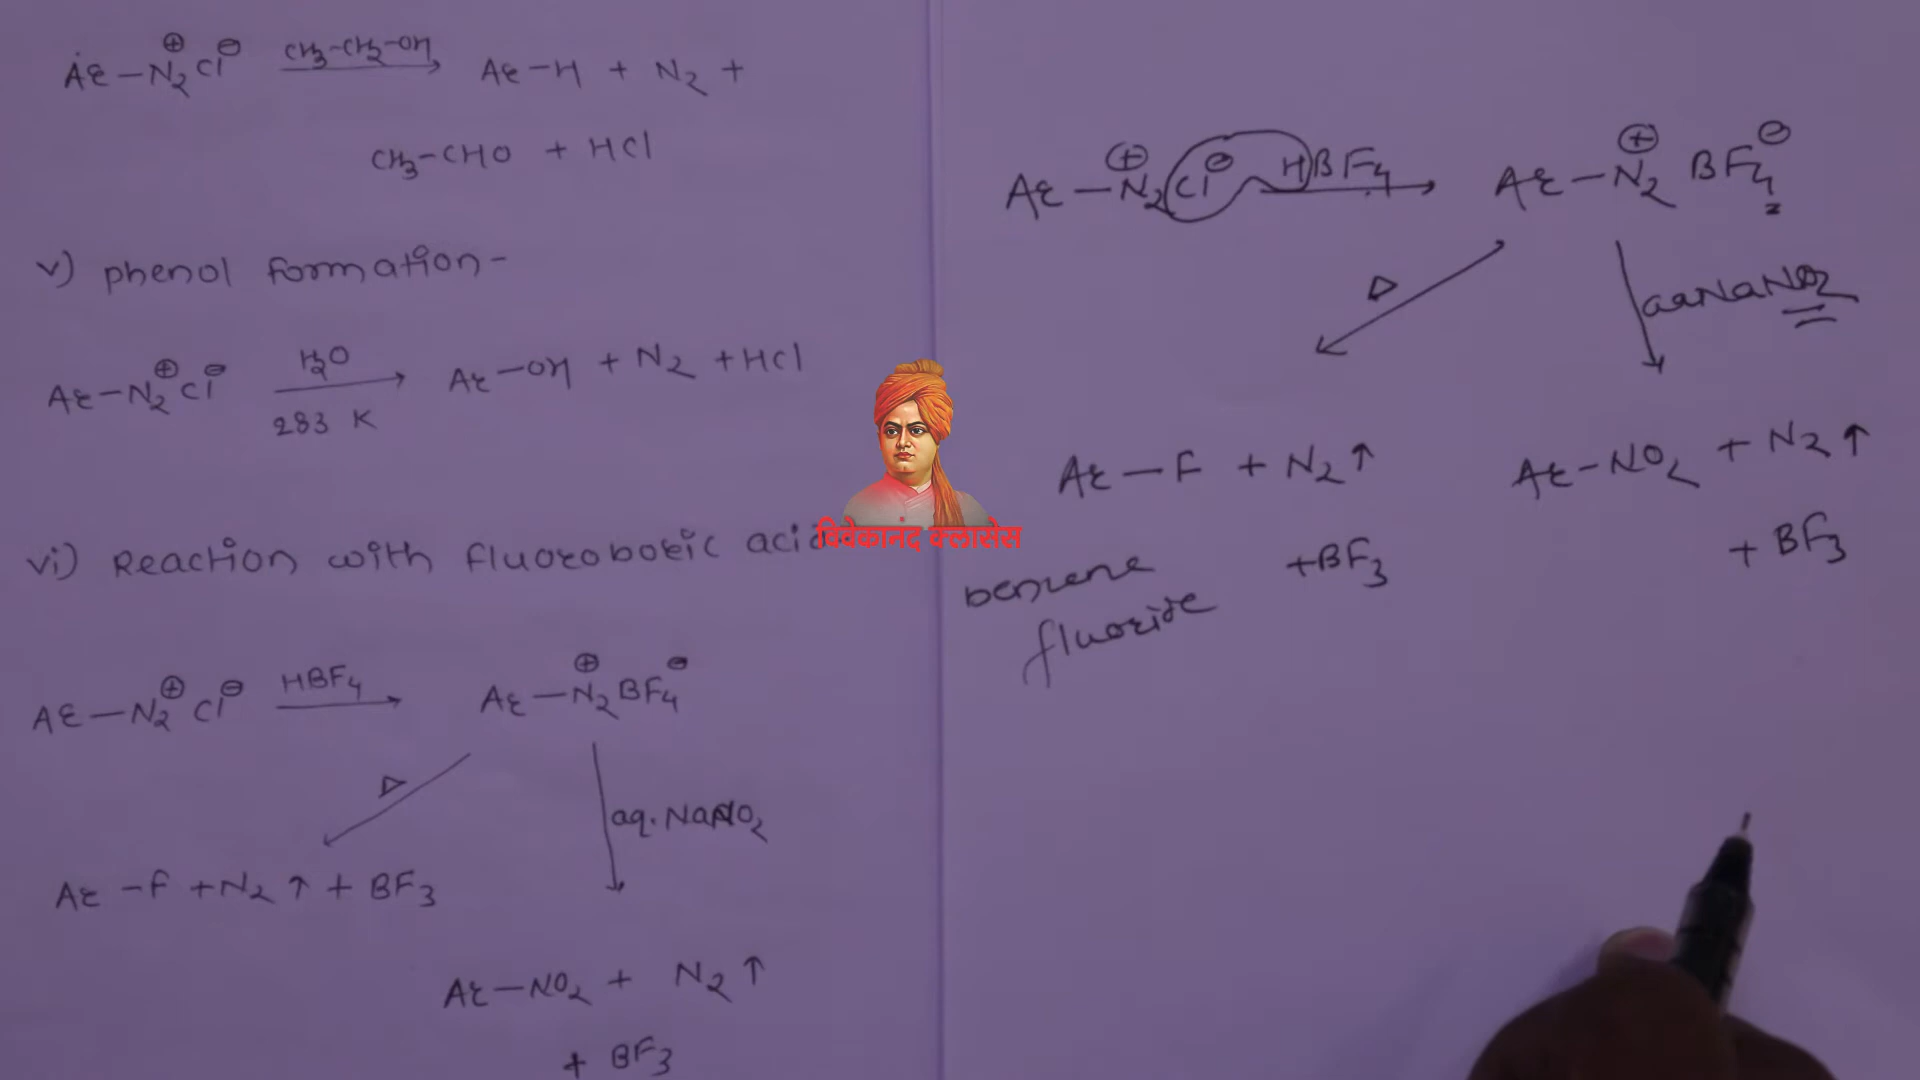 Ar-N₂⊕Cl⊖ CH₃-CH₂-OH → Ar-H + N₂ +
CH₃-CHO + HCl
v) phenol formation-
Ar-N₂⊕Cl⊖ H₂O 283 K → Ar-OH + N₂ + HCl
vi) Reaction with fluoroboric acid
Ar-N₂⊕Cl⊖ HBF₄ → Ar-N₂⊕BF₄⊖
Δ
aq. NaNO₂
Ar-F + N₂↑ + BF₃
Ar-NO₂ + N₂↑
+ BF₃
विवेकानंद क्लासेस
Ar-N₂⊕Cl⊖ HBF₄ → Ar-N₂⊕ BF₄⊖
Δ
aqNaNO₂
Ar-F + N₂↑
+BF₃
benzene
fluoride
Ar-NO₂ + N₂↑
+ BF₃